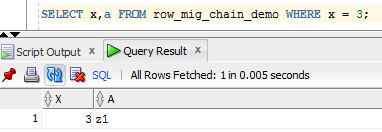 SELECT x,a FROM row_mig_chain_demo WHERE x = 3;
Script Output x Query Result x
SQL | All Rows Fetched: 1 in 0.005 seconds
X A
1 3 z1